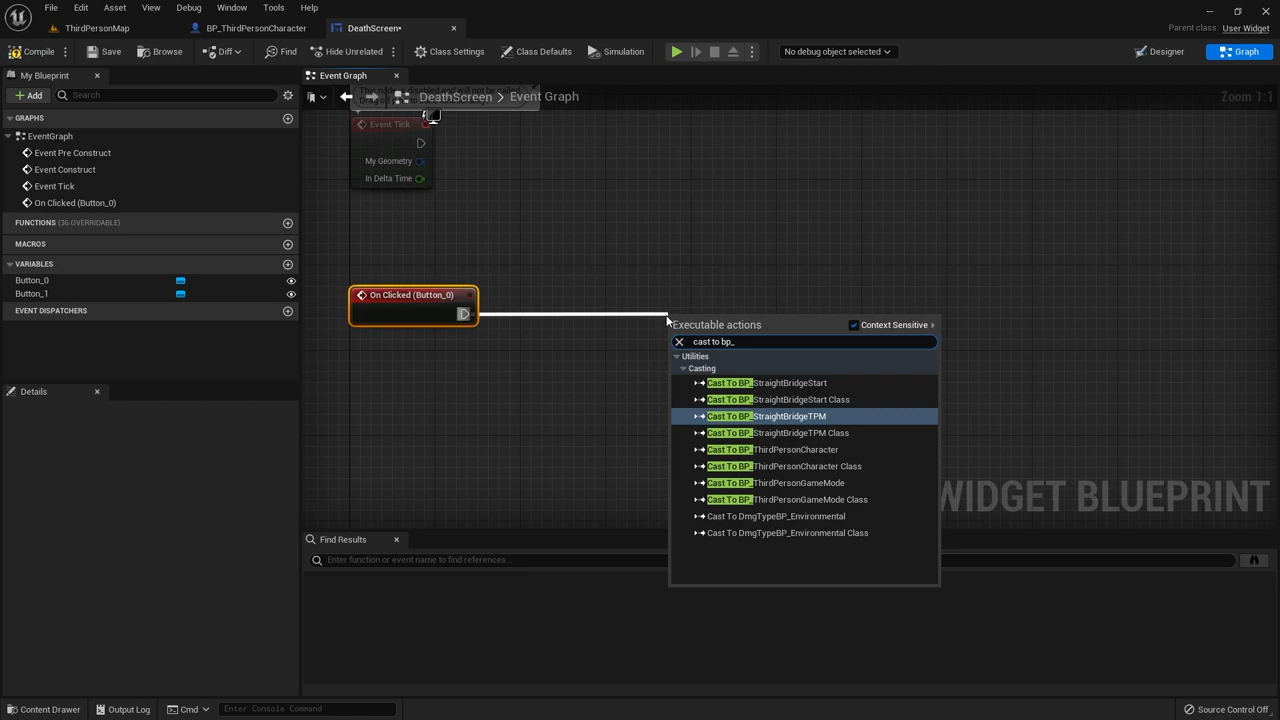 File Edit Asset View Debug Window Tools Help
ThirdPersonMap BP_ThirdPersonCharacter DeathScreen*
Parent class: User Widget
Compile Save Browse Diff Find Hide Unrelated Class Settings Class Defaults Simulation No debug object selected Designer Graph
My Blueprint
Event Graph
Add Search
DeathScreen > Event Graph
Zoom 1:1
GRAPHS
EventGraph
Event Pre Construct
Event Construct
Event Tick
On Clicked (Button_0)
FUNCTIONS (36 OVERRIDABLE)
MACROS
VARIABLES
Button_0
Button_1
EVENT DISPATCHERS
Details
Event Tick
My Geometry
In Delta Time
On Clicked (Button_0)
Executable actions Context Sensitive
cast to bp_
Utilities
Casting
Cast To BP_StraightBridgeStart
Cast To BP_StraightBridgeStart Class
Cast To BP_StraightBridgeTPM
Cast To BP_StraightBridgeTPM Class
Cast To BP_ThirdPersonCharacter
Cast To BP_ThirdPersonCharacter Class
Cast To BP_ThirdPersonGameMode
Cast To BP_ThirdPersonGameMode Class
Cast To DmgTypeBP_Environmental
Cast To DmgTypeBP_Environmental Class
WIDGET BLUEPRINT
Find Results
Enter function or event name to find references...
Content Drawer Output Log Cmd Enter Console Command Source Control Off